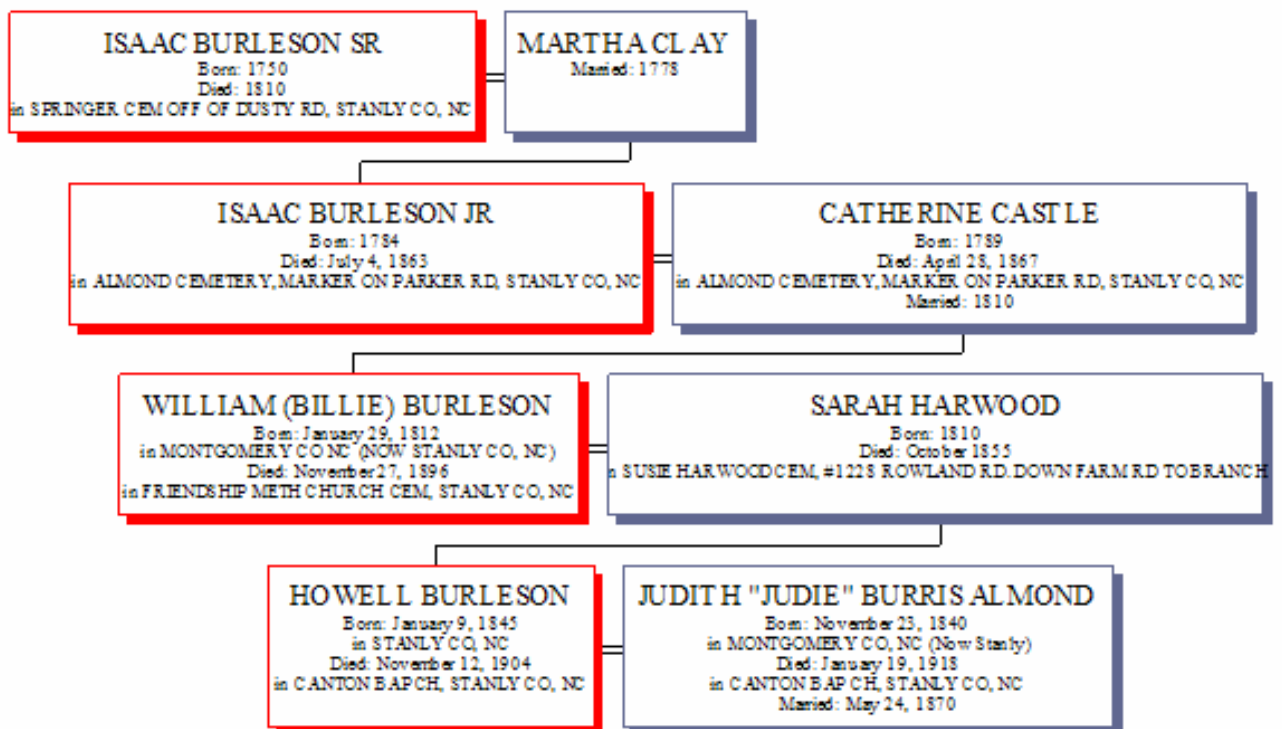 ISAAC BURLESON SR
Born: 1750
Died: 1810
in SPRINGER CEM OFF OF DUSTY RD, STANLY CO, NC
MARTHA CLAY
Married: 1778
ISAAC BURLESON JR
Born: 1784
Died: July 4, 1863
in ALMOND CEMETERY, MARKER ON PARKER RD, STANLY CO, NC
CATHERINE CASTLE
Born: 1789
Died: April 28, 1867
in ALMOND CEMETERY, MARKER ON PARKER RD, STANLY CO, NC
Married: 1810
WILLIAM (BILLIE) BURLESON
Born: January 29, 1812
in MONTGOMERY CO NC (NOW STANLY CO, NC)
Died: November 27, 1896
in FRIENDSHIP METH CHURCH CEM, STANLY CO, NC
SARAH HARWOOD
Born: 1810
Died: October 1855
n SUSIE HARWOOD CEM, #1228 ROWLAND RD. DOWN FARM RD TO BRANCH
HOWELL BURLESON
Born: January 9, 1845
in STANLY CO, NC
Died: November 12, 1904
in CANTON BAP CH, STANLY CO, NC
JUDITH "JUDIE" BURRIS ALMOND
Born: November 23, 1840
in MONTGOMERY CO, NC (Now Stanly)
Died: January 19, 1918
in CANTON BAP CH, STANLY CO, NC
Married: May 24, 1870